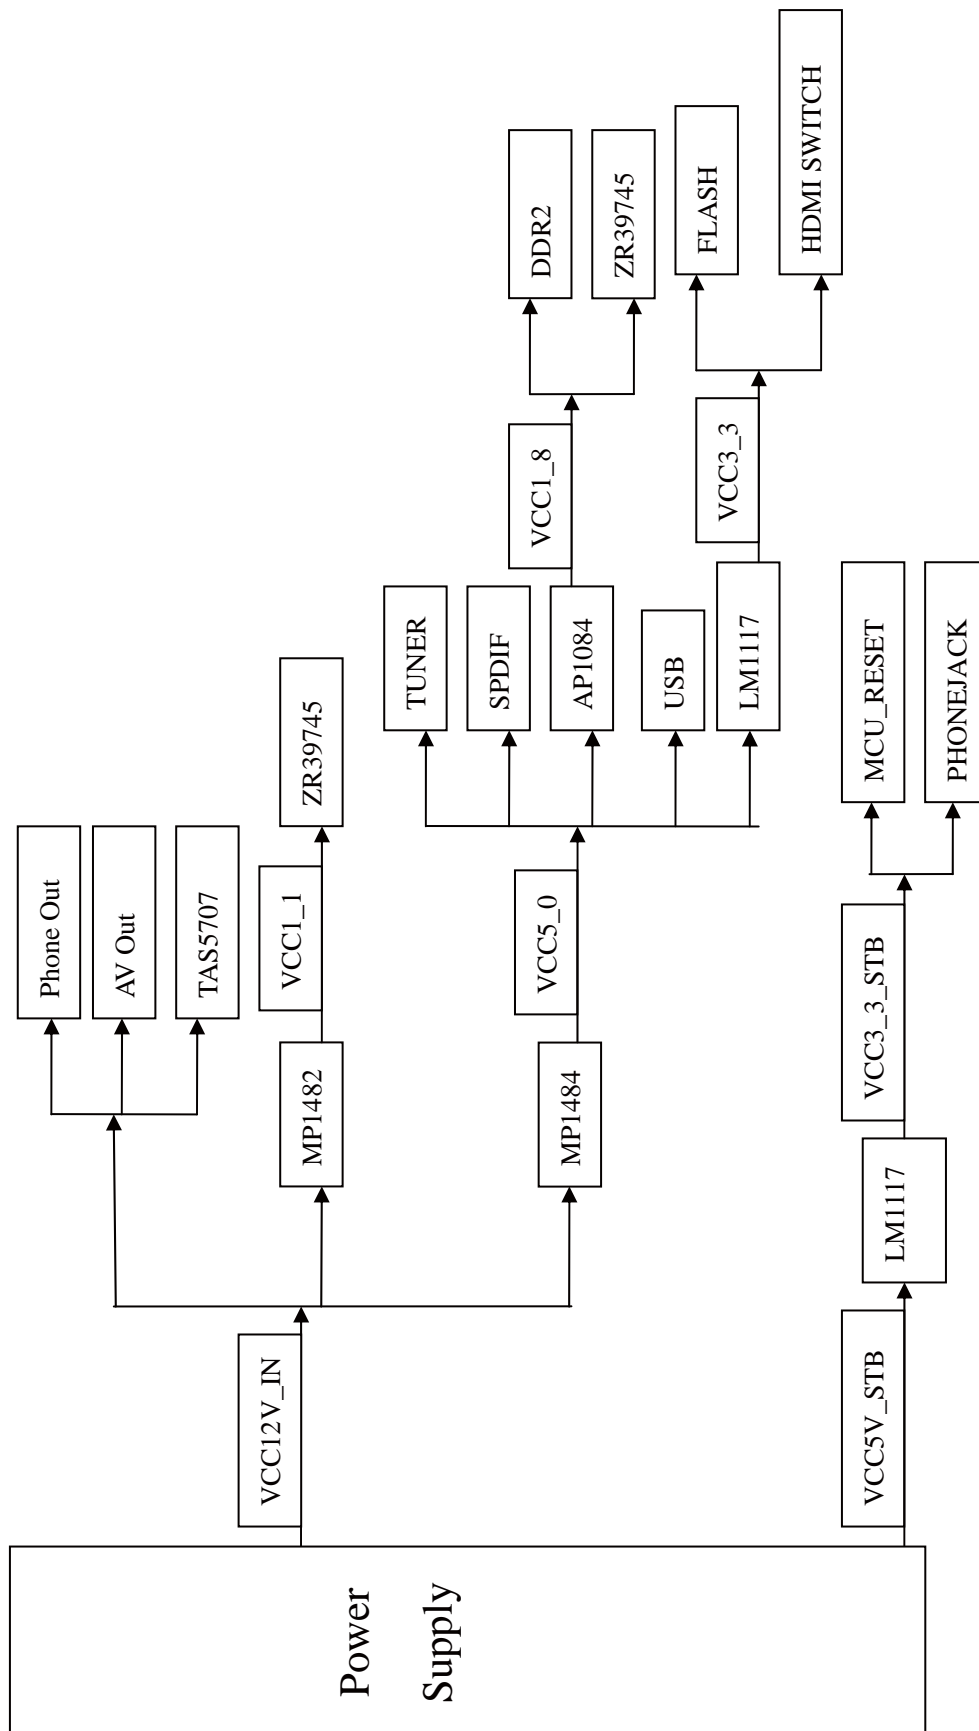 Power
Supply
VCC12V_IN
Phone Out
AV Out
TAS5707
MP1482
VCC1_1
ZR39745
MP1484
VCC5_0
TUNER
SPDIF
AP1084
USB
LM1117
VCC1_8
DDR2
ZR39745
VCC3_3
FLASH
HDMI SWITCH
VCC5V_STB
LM1117
VCC3_3_STB
MCU_RESET
PHONEJACK